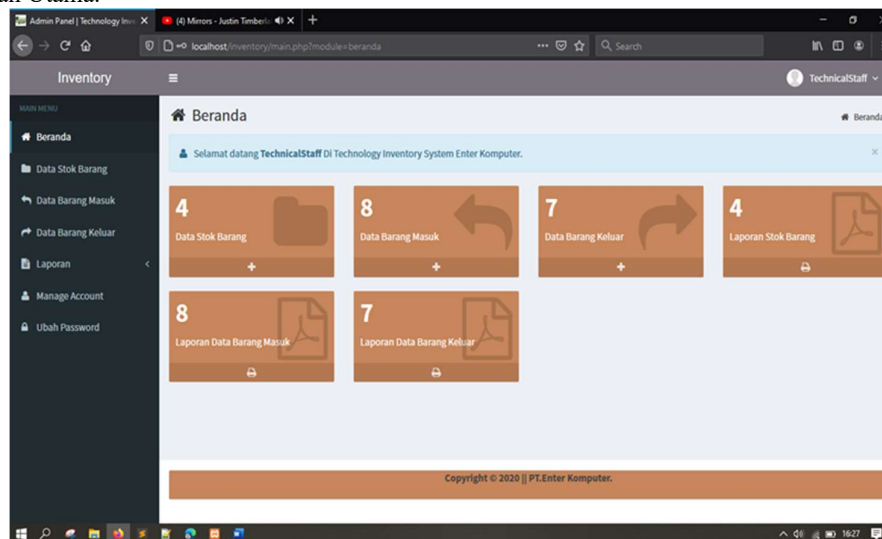 Utama.
Admin Panel | Technology Inve
(4) Mirrors - Justin Timberla
localhost/inventory/main.php?module=beranda
Search
Inventory
TechnicalStaff
MAIN MENU
Beranda
Data Stok Barang
Data Barang Masuk
Data Barang Keluar
Laporan
Manage Account
Ubah Password
Beranda
Beranda
Selamat datang TechnicalStaff Di Technology Inventory System Enter Komputer.
4
Data Stok Barang
8
Data Barang Masuk
7
Data Barang Keluar
4
Laporan Stok Barang
8
Laporan Data Barang Masuk
7
Laporan Data Barang Keluar
Copyright © 2020 || PT.Enter Komputer.
16:27